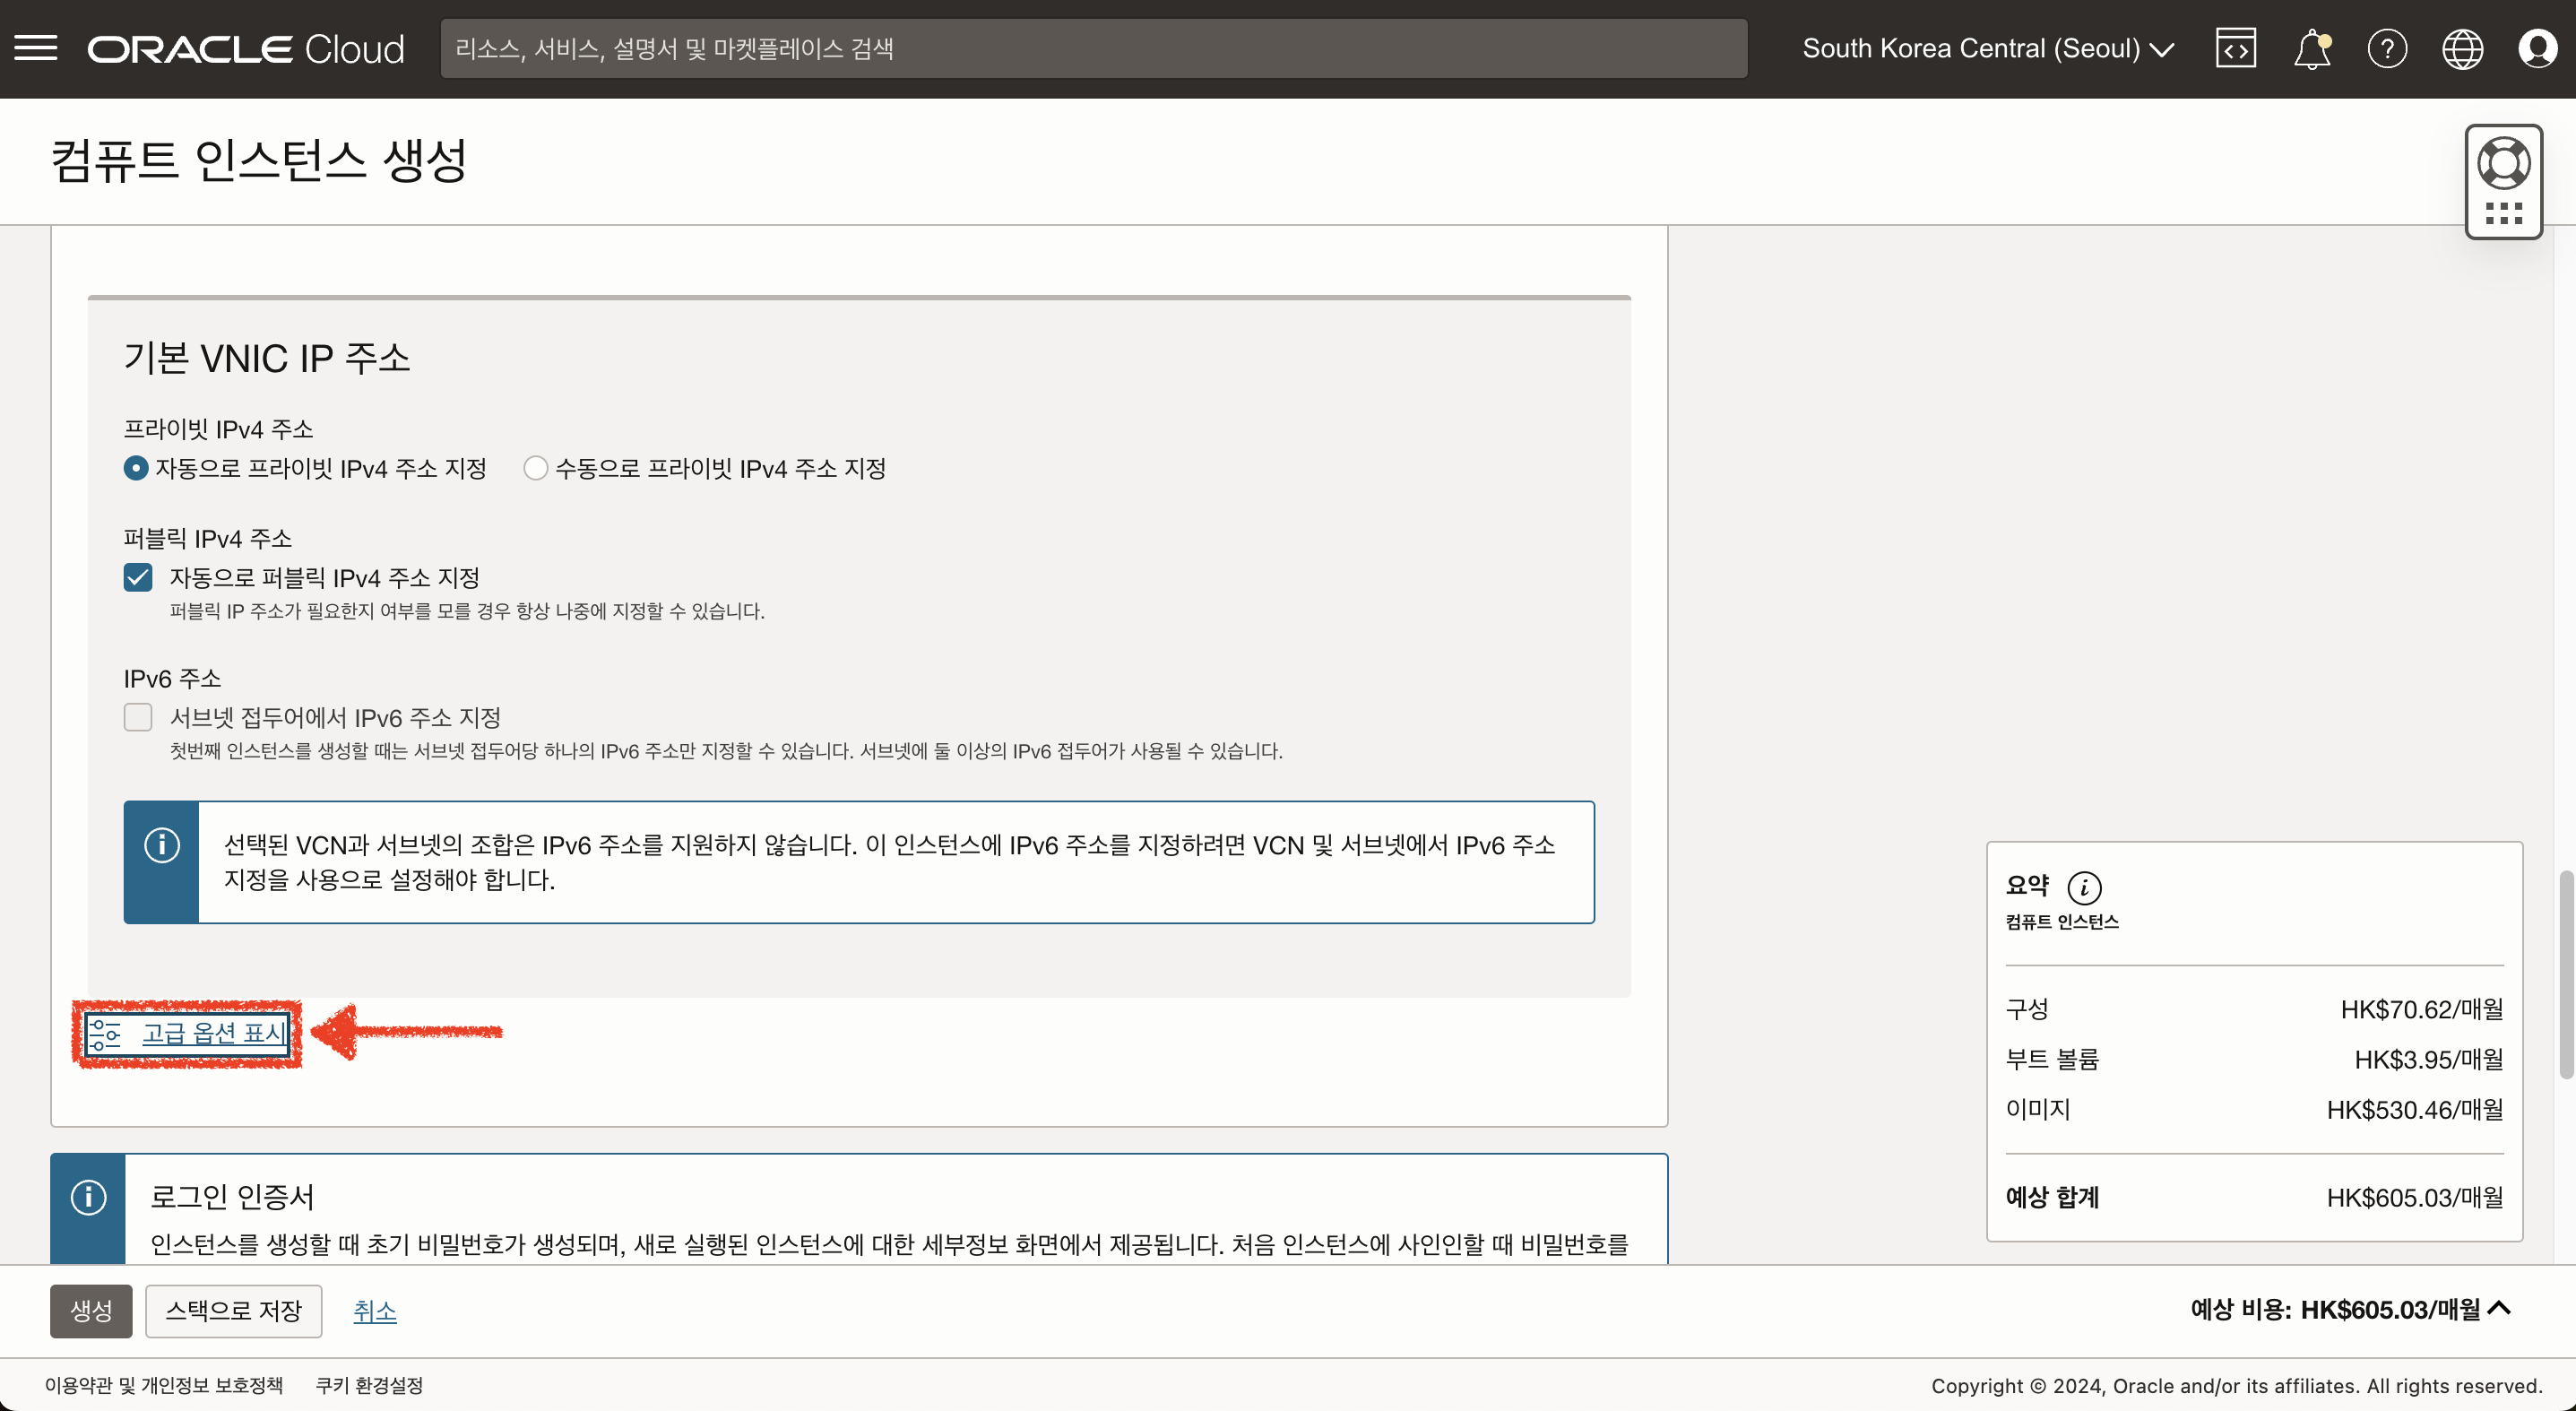 ORACLE Cloud
리소스, 서비스, 설명서 및 마켓플레이스 검색
South Korea Central (Seoul)
컴퓨트 인스턴스 생성
기본 VNIC IP 주소
프라이빗 IPv4 주소
자동으로 프라이빗 IPv4 주소 지정
수동으로 프라이빗 IPv4 주소 지정
퍼블릭 IPv4 주소
자동으로 퍼블릭 IPv4 주소 지정
퍼블릭 IP 주소가 필요한지 여부를 모를 경우 항상 나중에 지정할 수 있습니다.
IPv6 주소
서브넷 접두어에서 IPv6 주소 지정
첫번째 인스턴스를 생성할 때는 서브넷 접두어당 하나의 IPv6 주소만 지정할 수 있습니다. 서브넷에 둘 이상의 IPv6 접두어가 사용될 수 있습니다.
선택된 VCN과 서브넷의 조합은 IPv6 주소를 지원하지 않습니다. 이 인스턴스에 IPv6 주소를 지정하려면 VCN 및 서브넷에서 IPv6 주소
지정을 사용으로 설정해야 합니다.
고급 옵션 표시
로그인 인증서
인스턴스를 생성할 때 초기 비밀번호가 생성되며, 새로 실행된 인스턴스에 대한 세부정보 화면에서 제공됩니다. 처음 인스턴스에 사인인할 때 비밀번호를
요약
컴퓨트 인스턴스
구성 HK$70.62/매월
부트 볼륨 HK$3.95/매월
이미지 HK$530.46/매월
예상 합계 HK$605.03/매월
생성
스택으로 저장
취소
예상 비용: HK$605.03/매월
이용약관 및 개인정보 보호정책
쿠키 환경설정
Copyright © 2024, Oracle and/or its affiliates. All rights reserved.